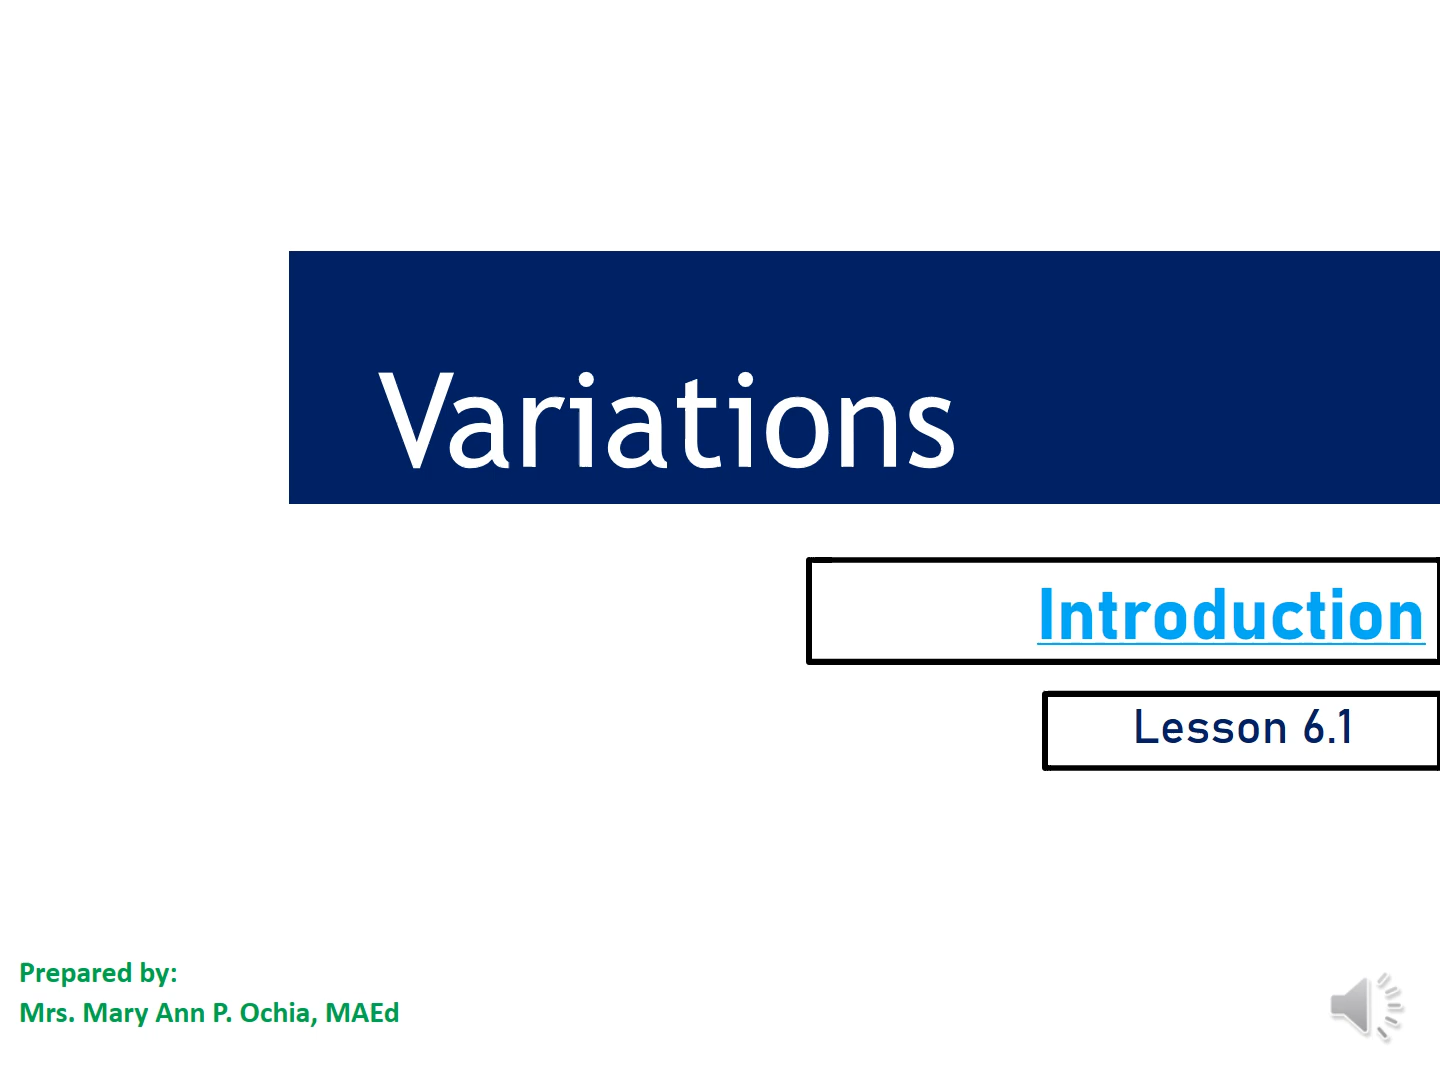 Variations
Introduction
Lesson 6.1
Prepared by:
Mrs. Mary Ann P. Ochia, MAEd